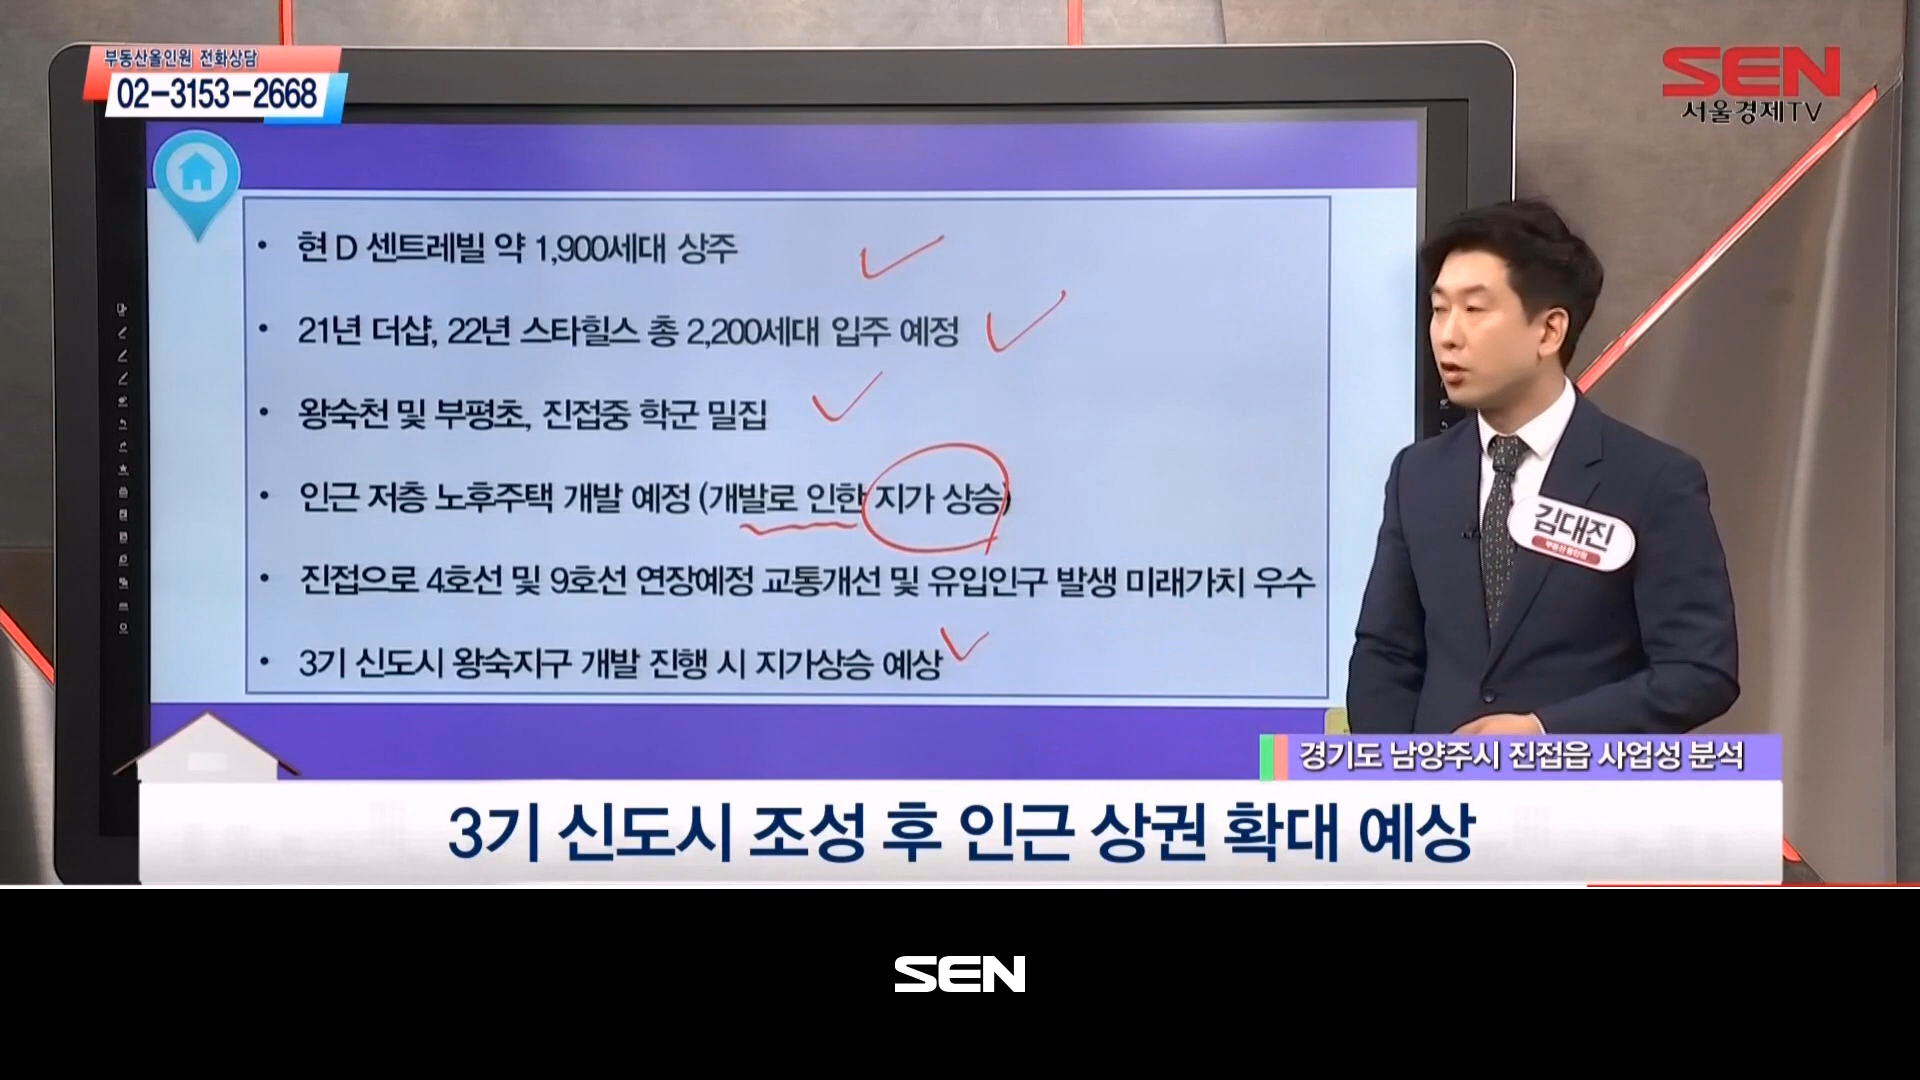 부동산올인원 전화상담
02-3153-2668
SEN
서울경제TV
• 현 D 센트레빌 약 1,900세대 상주
• 21년 더샵, 22년 스타힐스 총 2,200세대 입주 예정
• 왕숙천 및 부평초, 진접중 학군 밀집
• 인근 저층 노후주택 개발 예정 (개발로 인한 지가 상승)
• 진접으로 4호선 및 9호선 연장예정 교통개선 및 유입인구 발생 미래가치 우수
• 3기 신도시 왕숙지구 개발 진행 시 지가상승 예상
김대진
경기도 남양주시 진접읍 사업성 분석
3기 신도시 조성 후 인근 상권 확대 예상
SEN